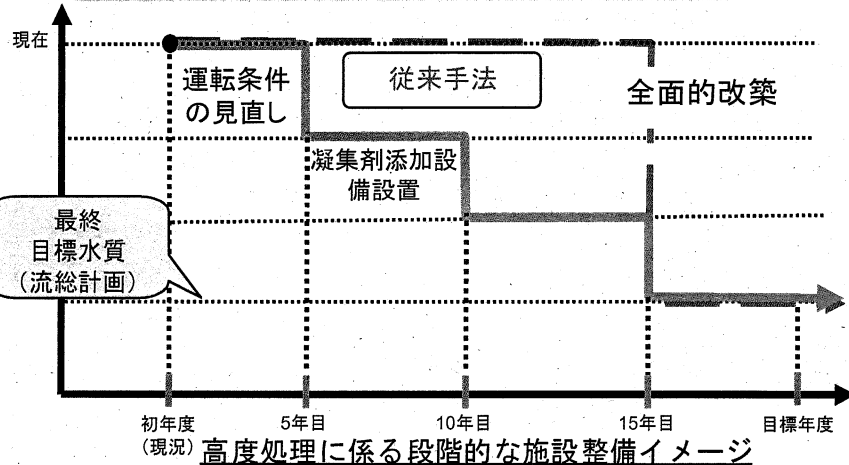 現在
運転条件
の見直し
従来手法
全面的改築
凝集剤添加設
備設置
最終
目標水質
(流総計画)
初年度
(現況)
5年目
10年目
15年目
目標年度
高度処理に係る段階的な施設整備イメージ